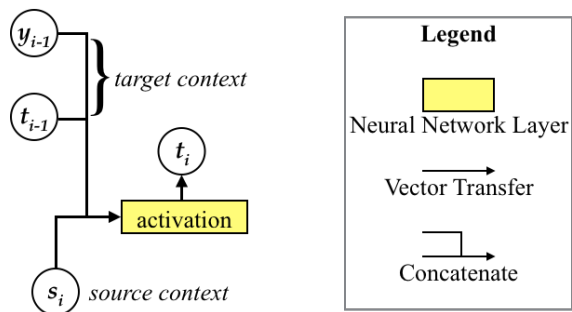 y_{i-1}
target context
t_{i-1}
t_i
activation
s_i source context
Legend
Neural Network Layer
Vector Transfer
Concatenate